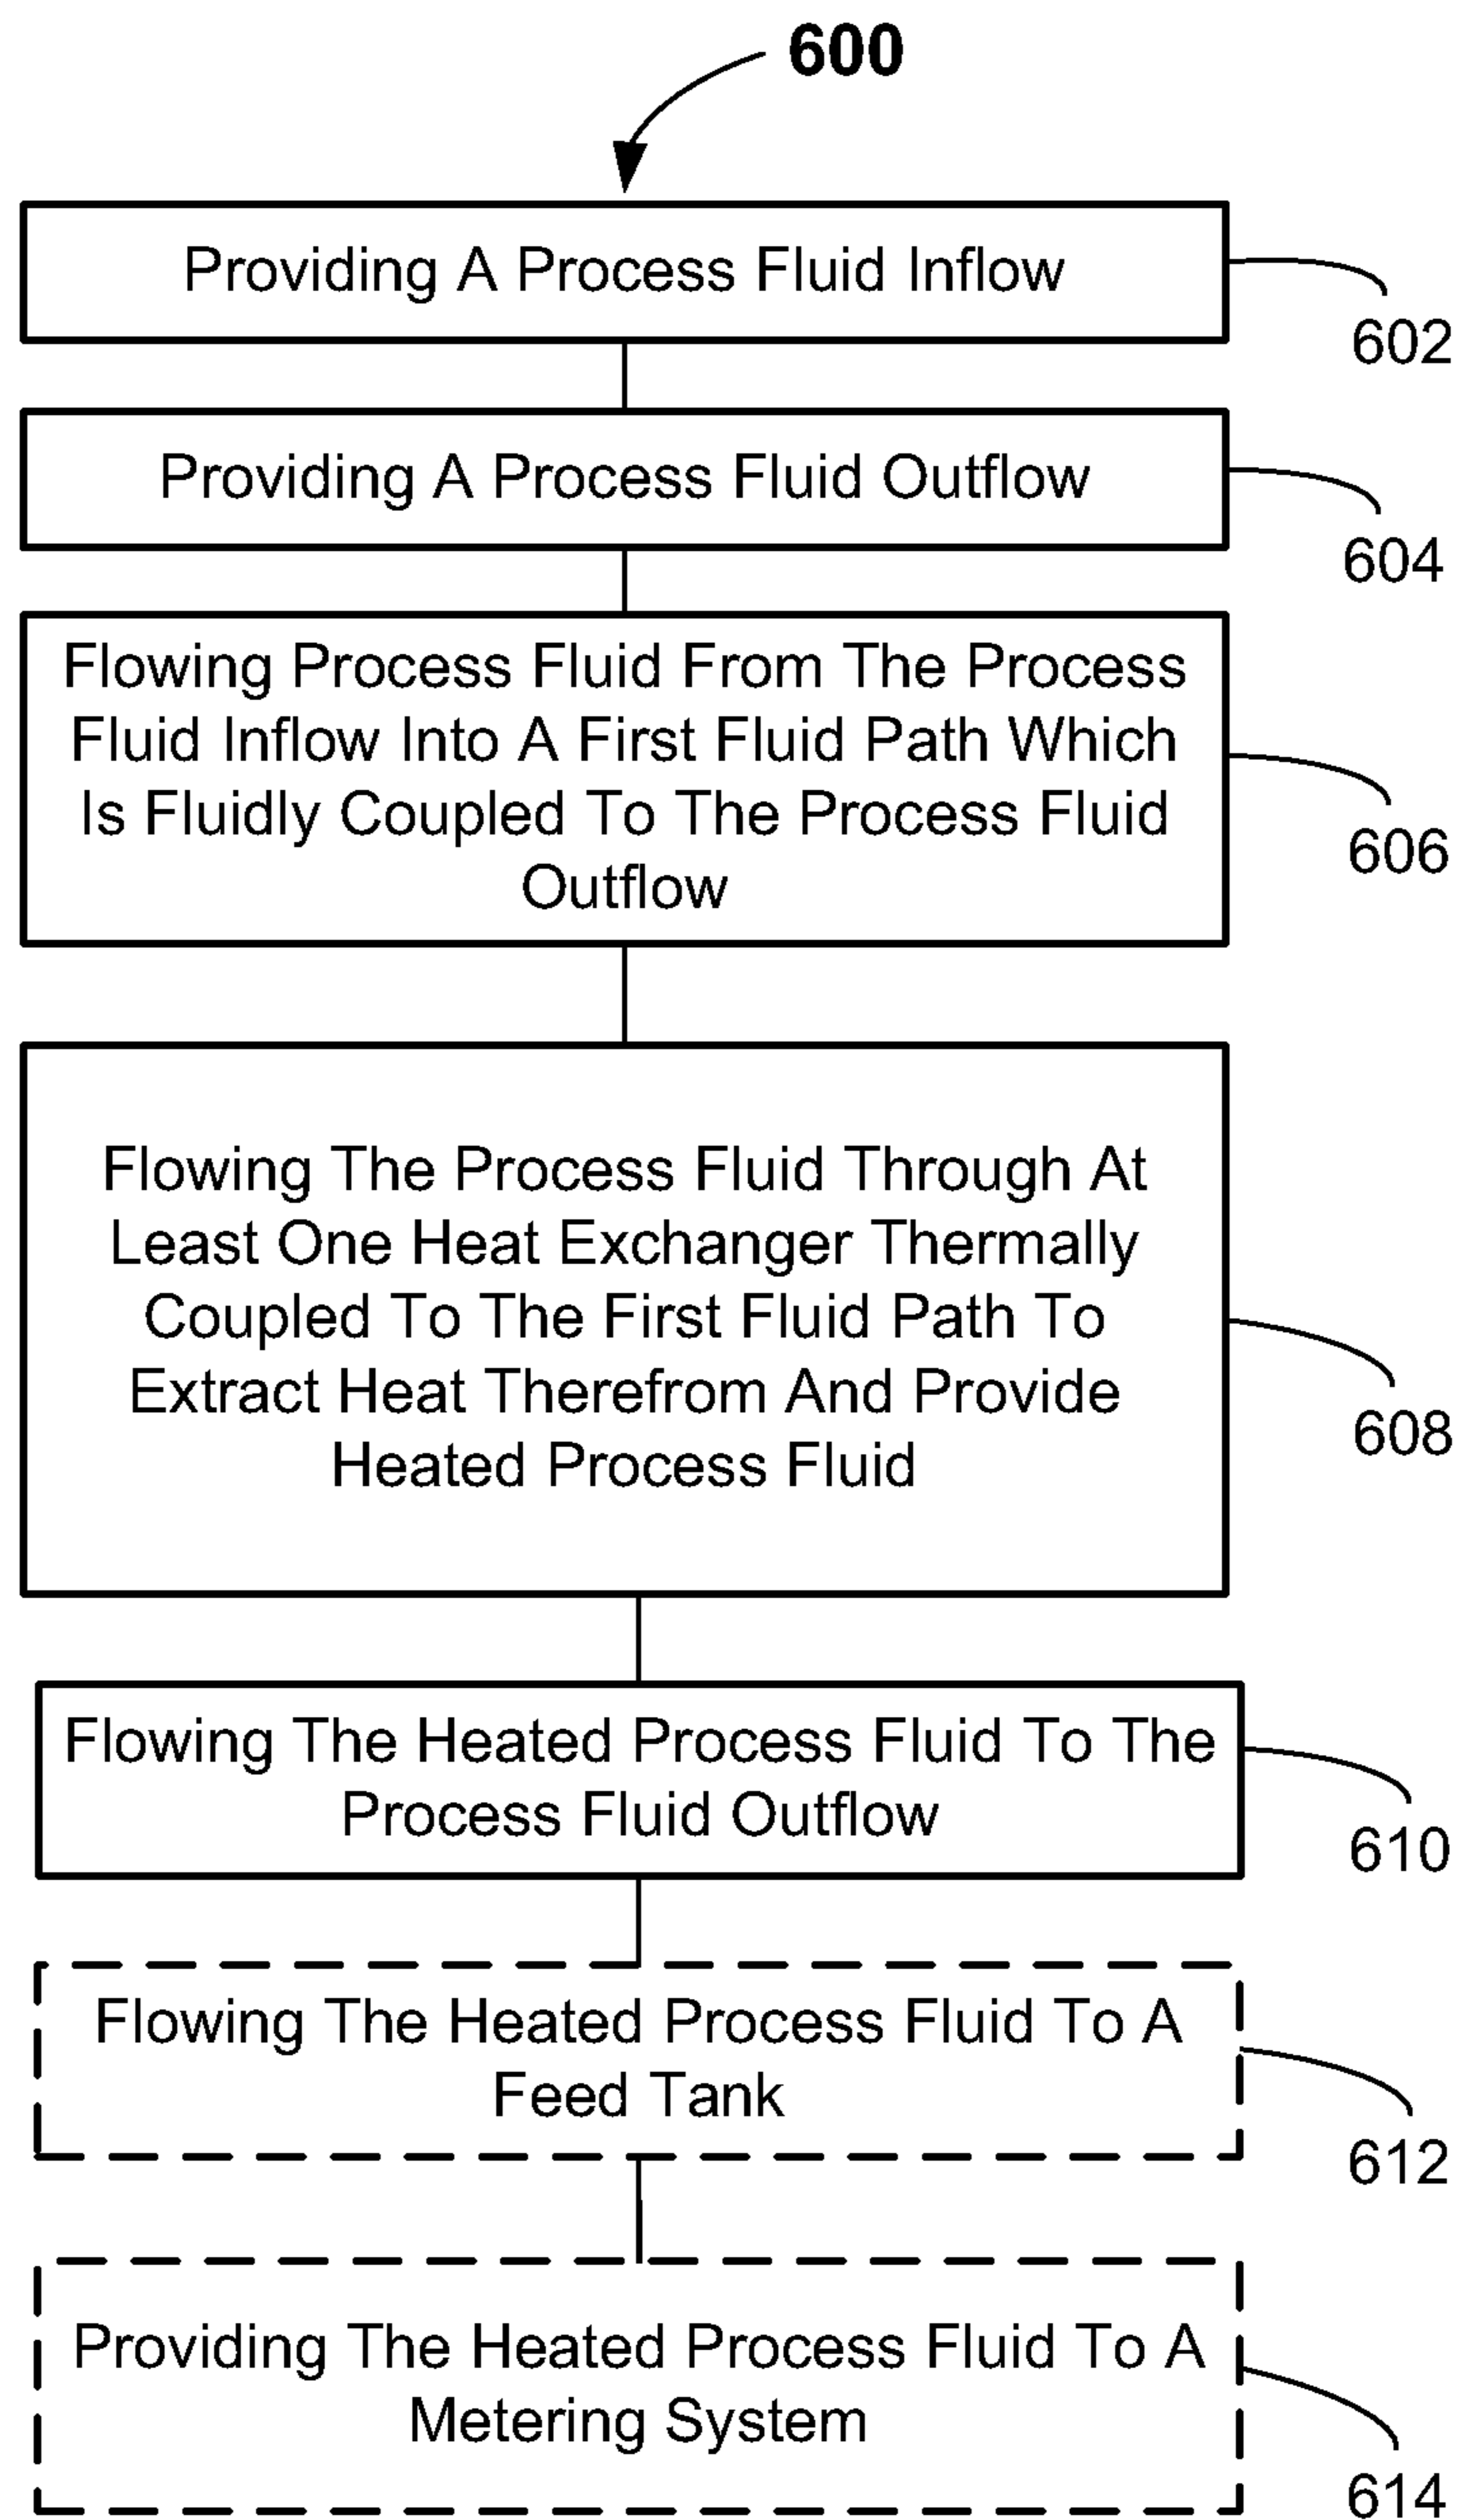 600
Providing A Process Fluid Inflow
602
Providing A Process Fluid Outflow
604
Flowing Process Fluid From The Process
Fluid Inflow Into A First Fluid Path Which
Is Fluidly Coupled To The Process Fluid
Outflow
606
Flowing The Process Fluid Through At
Least One Heat Exchanger Thermally
Coupled To The First Fluid Path To
Extract Heat Therefrom And Provide
Heated Process Fluid
608
Flowing The Heated Process Fluid To The
Process Fluid Outflow
610
Flowing The Heated Process Fluid To A
Feed Tank
612
Providing The Heated Process Fluid To A
Metering System
614